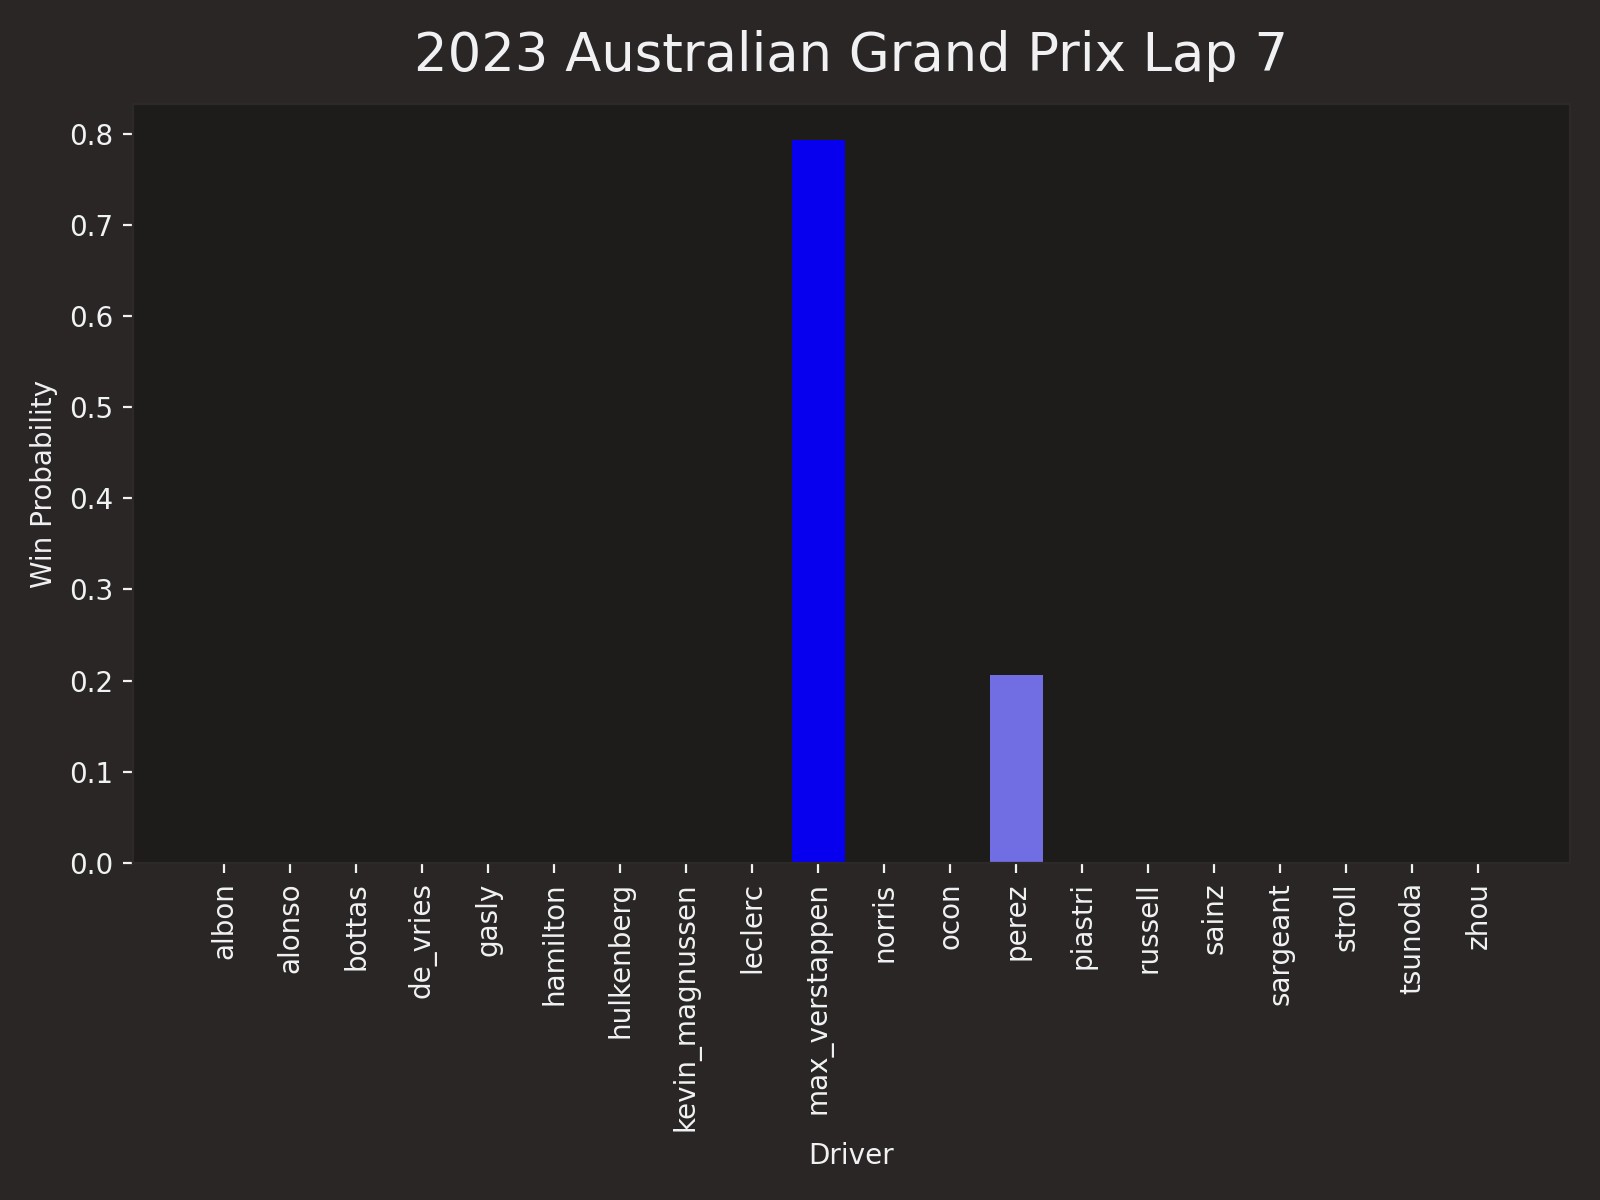 2023 Australian Grand Prix Lap 7
Win Probability
0.8
0.7
0.6
0.5
0.4
0.3
0.2
0.1
0.0
albon
alonso
bottas
de_vries
gasly
hamilton
hulkenberg
kevin_magnussen
leclerc
max_verstappen
norris
ocon
perez
piastri
russell
sainz
sargeant
stroll
tsunoda
zhou
Driver